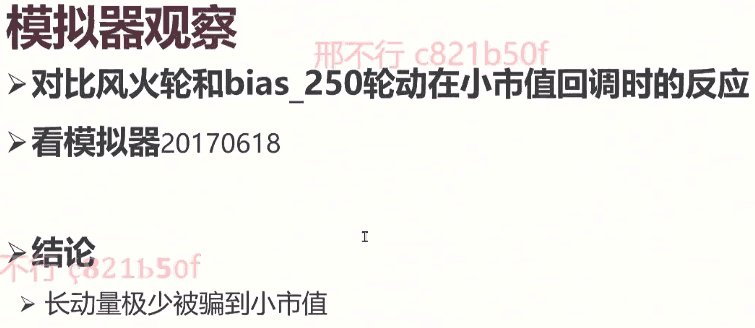 模拟器观察
邢不行 c821b50f
➢对比风火轮和bias_250轮动在小市值回调时的反应
➢看模拟器20170618
➢结论
不行 c821b50f
➢长动量极少被骗到小市值